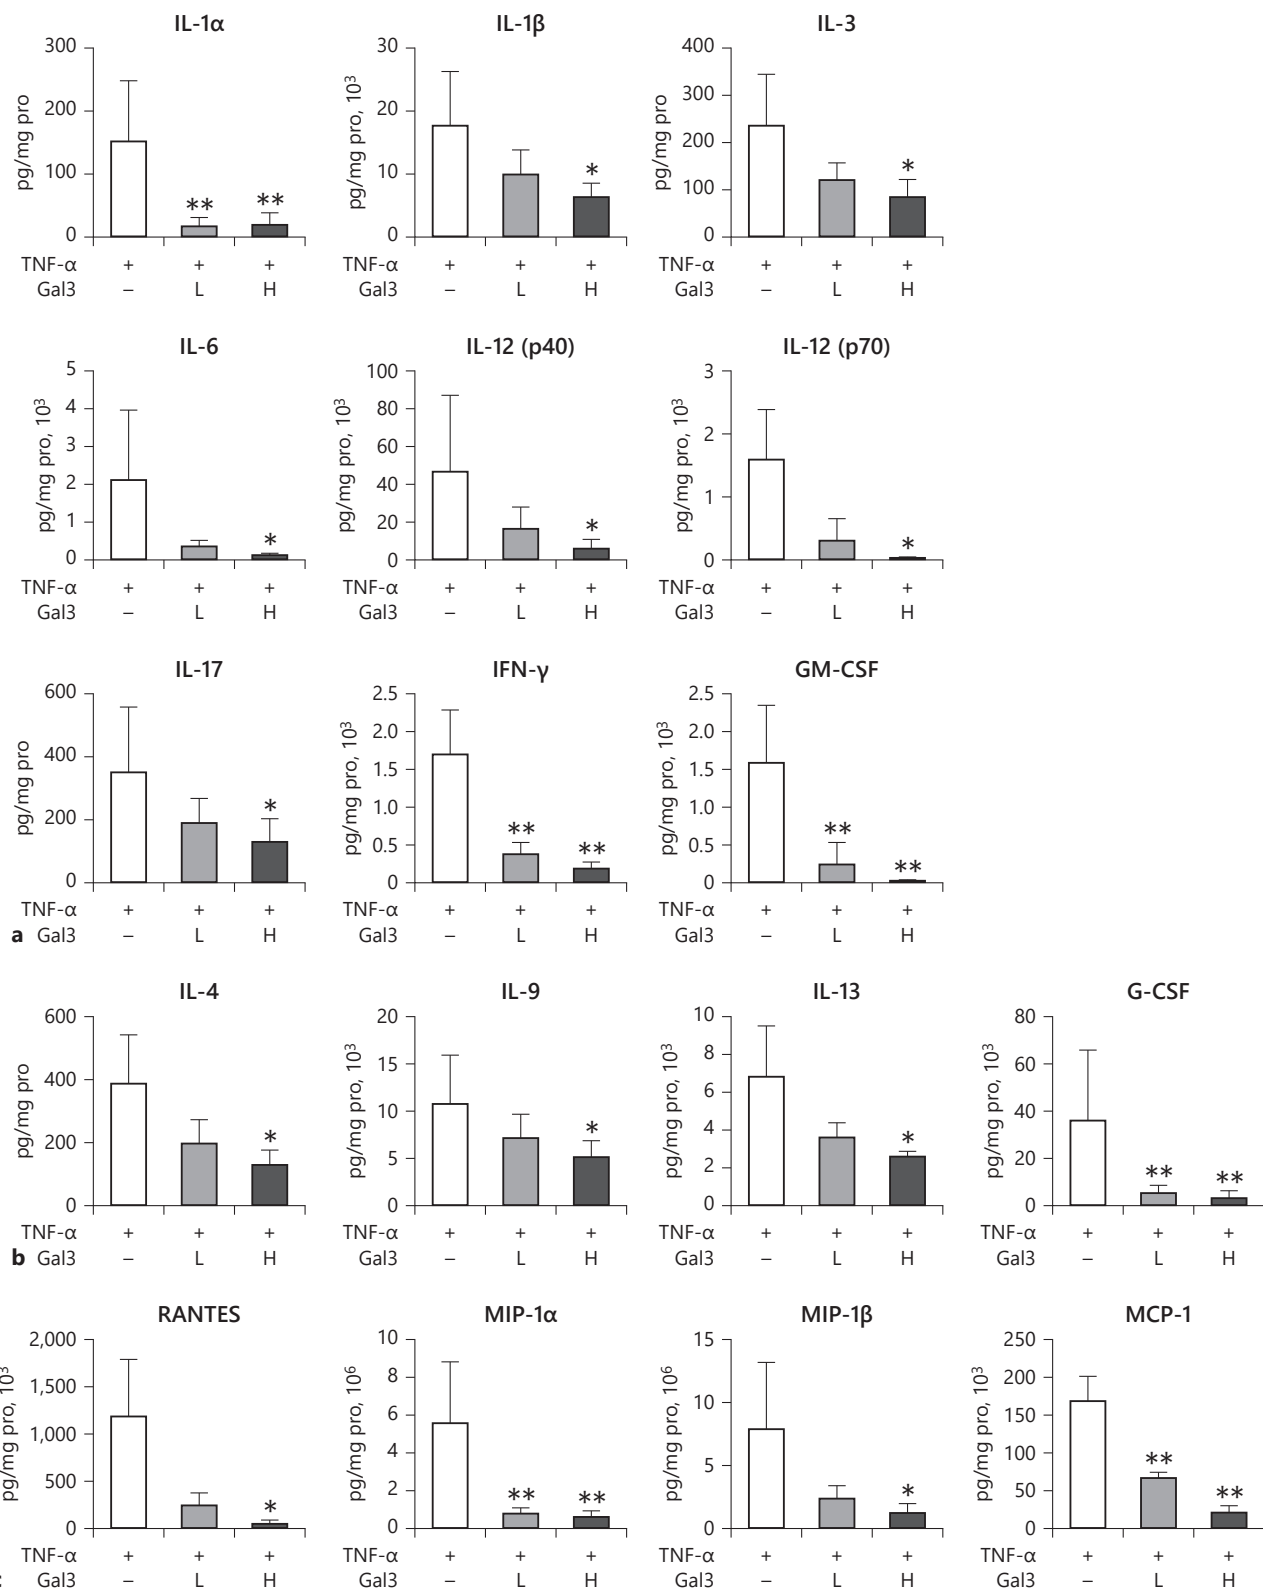 IL-1α IL-1β IL-3
300 30 400
200 20 300
100 10 200
0 0 100
0
pg/mg pro pg/mg pro, 10³ pg/mg pro
** ** * *
TNF-α + + + TNF-α + + + TNF-α + + +
Gal3 – L H Gal3 – L H Gal3 – L H
IL-6 IL-12 (p40) IL-12 (p70)
5 100 3
4 80 2
3 60 1
2 40 0
1 20
0 0
pg/mg pro, 10³ pg/mg pro, 10³ pg/mg pro, 10³
* * *
TNF-α + + + TNF-α + + + TNF-α + + +
Gal3 – L H Gal3 – L H Gal3 – L H
IL-17 IFN-γ GM-CSF
600 2.5 2.5
400 2.0 2.0
200 1.5 1.5
0 1.0 1.0
0.5 0.5
0 0
pg/mg pro pg/mg pro, 10³ pg/mg pro, 10³
* ** ** ** **
TNF-α + + + TNF-α + + + TNF-α + + +
a Gal3 – L H Gal3 – L H Gal3 – L H
IL-4 IL-9 IL-13 G-CSF
600 20 10 80
400 15 8 60
200 10 6 40
0 5 4 20
0 2 0
0
pg/mg pro pg/mg pro, 10³ pg/mg pro, 10³ pg/mg pro, 10³
* * * ** **
TNF-α + + + TNF-α + + + TNF-α + + + TNF-α + + +
b Gal3 – L H Gal3 – L H Gal3 – L H Gal3 – L H
RANTES MIP-1α MIP-1β MCP-1
2,000 10 15 250
1,500 8 10 200
1,000 6 5 150
500 4 0 100
0 2 50
0 0
pg/mg pro, 10³ pg/mg pro, 10⁶ pg/mg pro, 10⁶ pg/mg pro, 10³
* ** ** * ** **
TNF-α + + + TNF-α + + + TNF-α + + + TNF-α + + +
Gal3 – L H Gal3 – L H Gal3 – L H Gal3 – L H